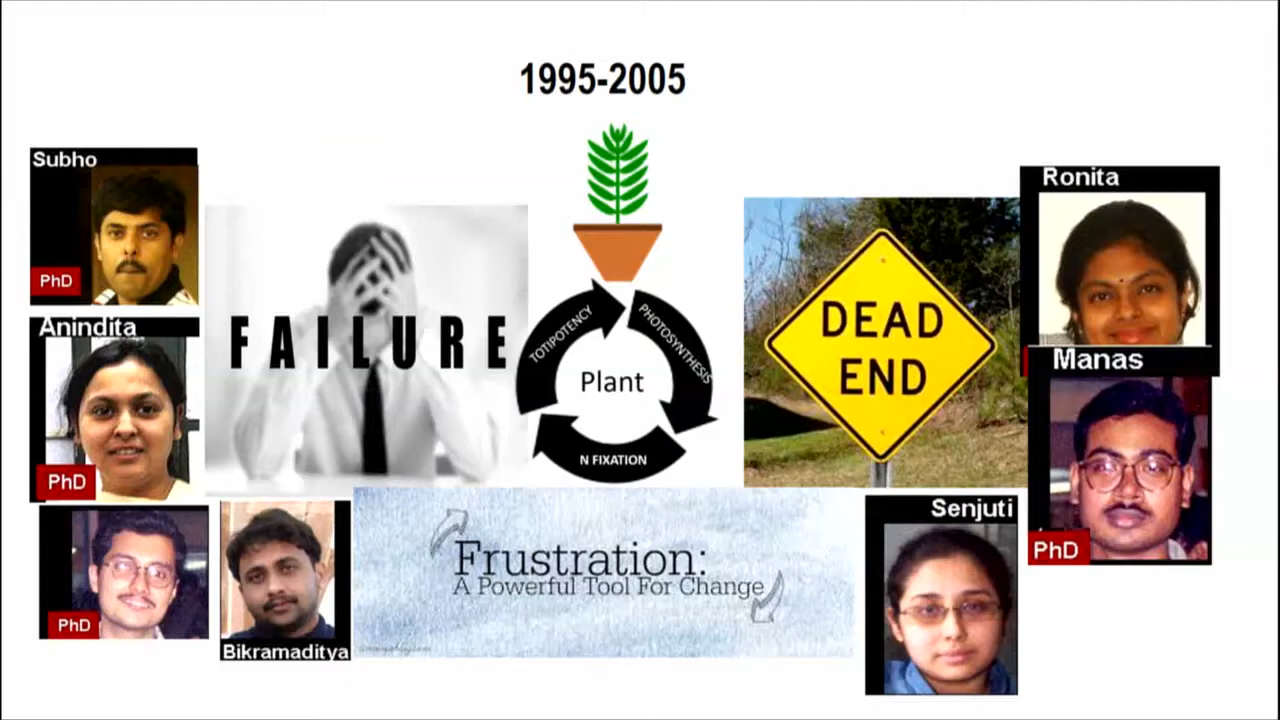 1995-2005
Subho
PhD
Anindita
PhD
PhD
Bikramaditya
FAILURE
TOTIPOTENCY
PHOTOSYNTHESIS
N FIXATION
Plant
DEAD
END
Frustration:
A Powerful Tool For Change
Ronita
Manas
PhD
Senjuti